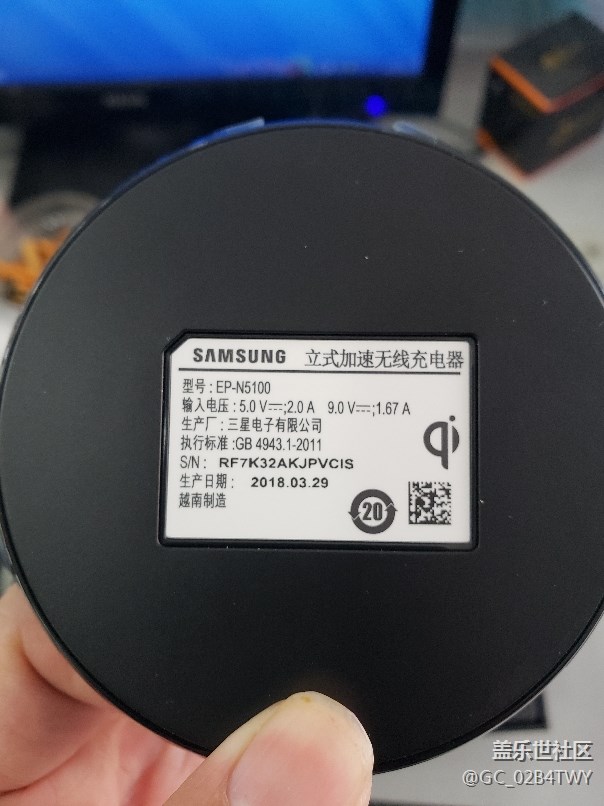 SAMSUNG 立式加速无线充电器
型号 : EP-N5100
输入电压 : 5.0 V⎓;2.0 A 9.0 V⎓;1.67 A
生产厂 : 三星电子有限公司
执行标准 :GB 4943.1-2011
S/N : RF7K32AKJPVCIS
生产日期 : 2018.03.29
越南制造
qi
20
盖乐世社区
@GC_02B4TWY